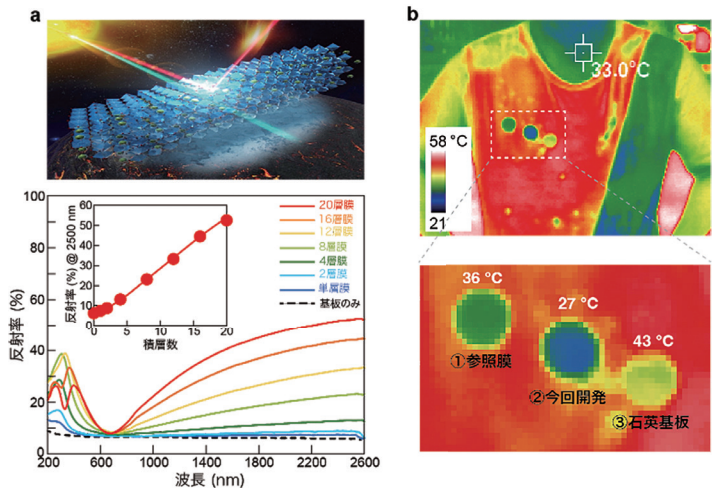 a
100
80
60
40
20
0
反射率 (%)
200
600
1000
1400
1800
2200
2600
波長 (nm)
反射率 (%) @ 2500 nm
60
50
40
30
20
10
0
0
5
10
15
20
積層数
20層膜
16層膜
12層膜
8層膜
4層膜
2層膜
単層膜
基板のみ
b
33.0°C
58 °C
21
36 °C
27 °C
43 °C
①参照膜
②今回開発
③石英基板